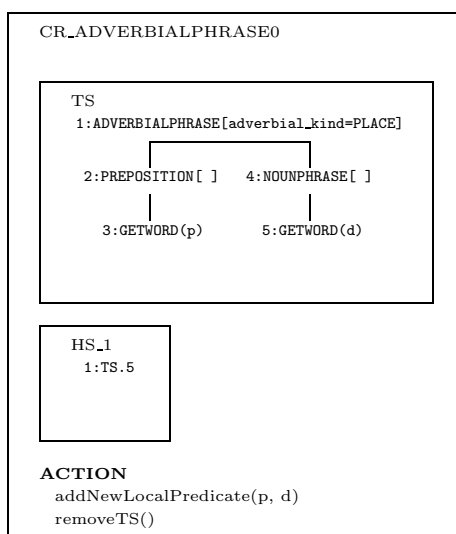 CR_ADVERBIALPHRASE0
TS
1:ADVERBIALPHRASE[adverbial_kind=PLACE]
2:PREPOSITION[ ] 4:NOUNPHRASE[ ]
3:GETWORD(p) 5:GETWORD(d)
HS_1
1:TS.5
ACTION
addNewLocalPredicate(p, d)
removeTS()